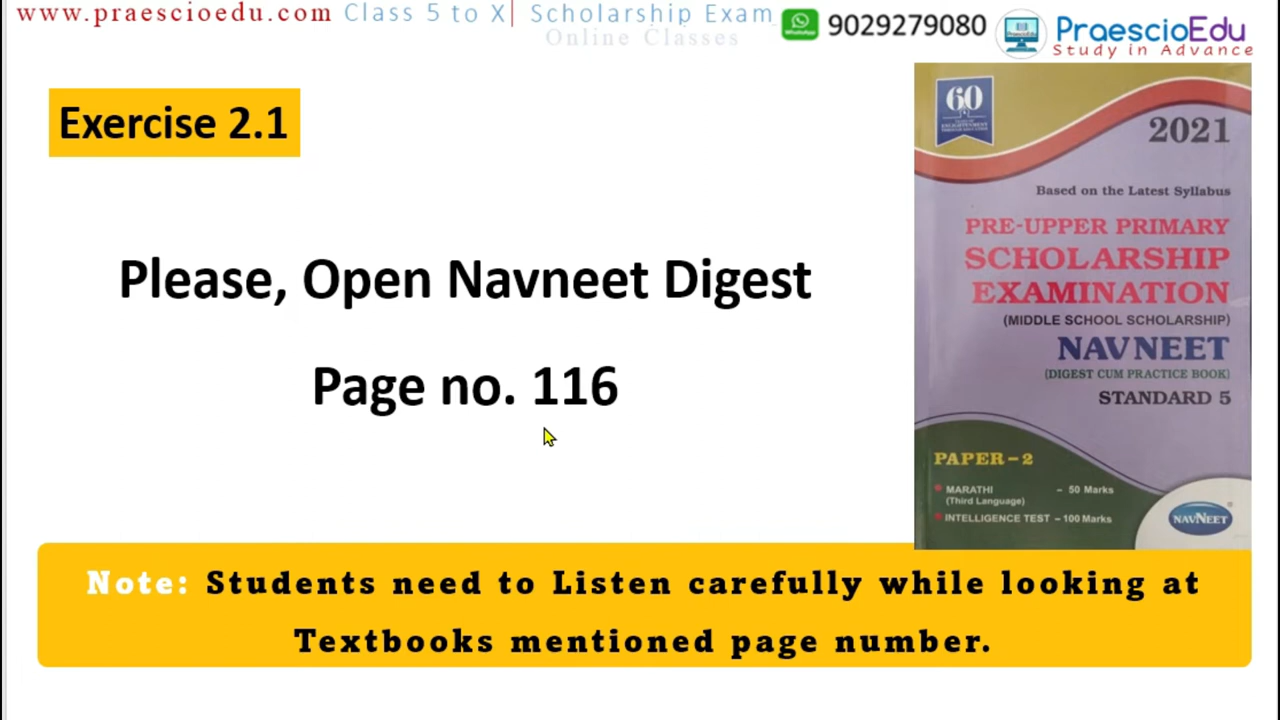 www.praescioedu.com Class 5 to X| Scholarship Exam
Online Classes
9029279080
PraescioEdu
Study in Advance
Exercise 2.1
Please, Open Navneet Digest
Page no. 116
60
2021
Based on the Latest Syllabus
PRE-UPPER PRIMARY
SCHOLARSHIP
EXAMINATION
(MIDDLE SCHOOL SCHOLARSHIP)
NAVNEET
(DIGEST CUM PRACTICE BOOK)
STANDARD 5
PAPER – 2
MARATHI – 50 Marks
(Third Language)
INTELLIGENCE TEST – 100 Marks
NAVNEET
Note: Students need to Listen carefully while looking at
Textbooks mentioned page number.